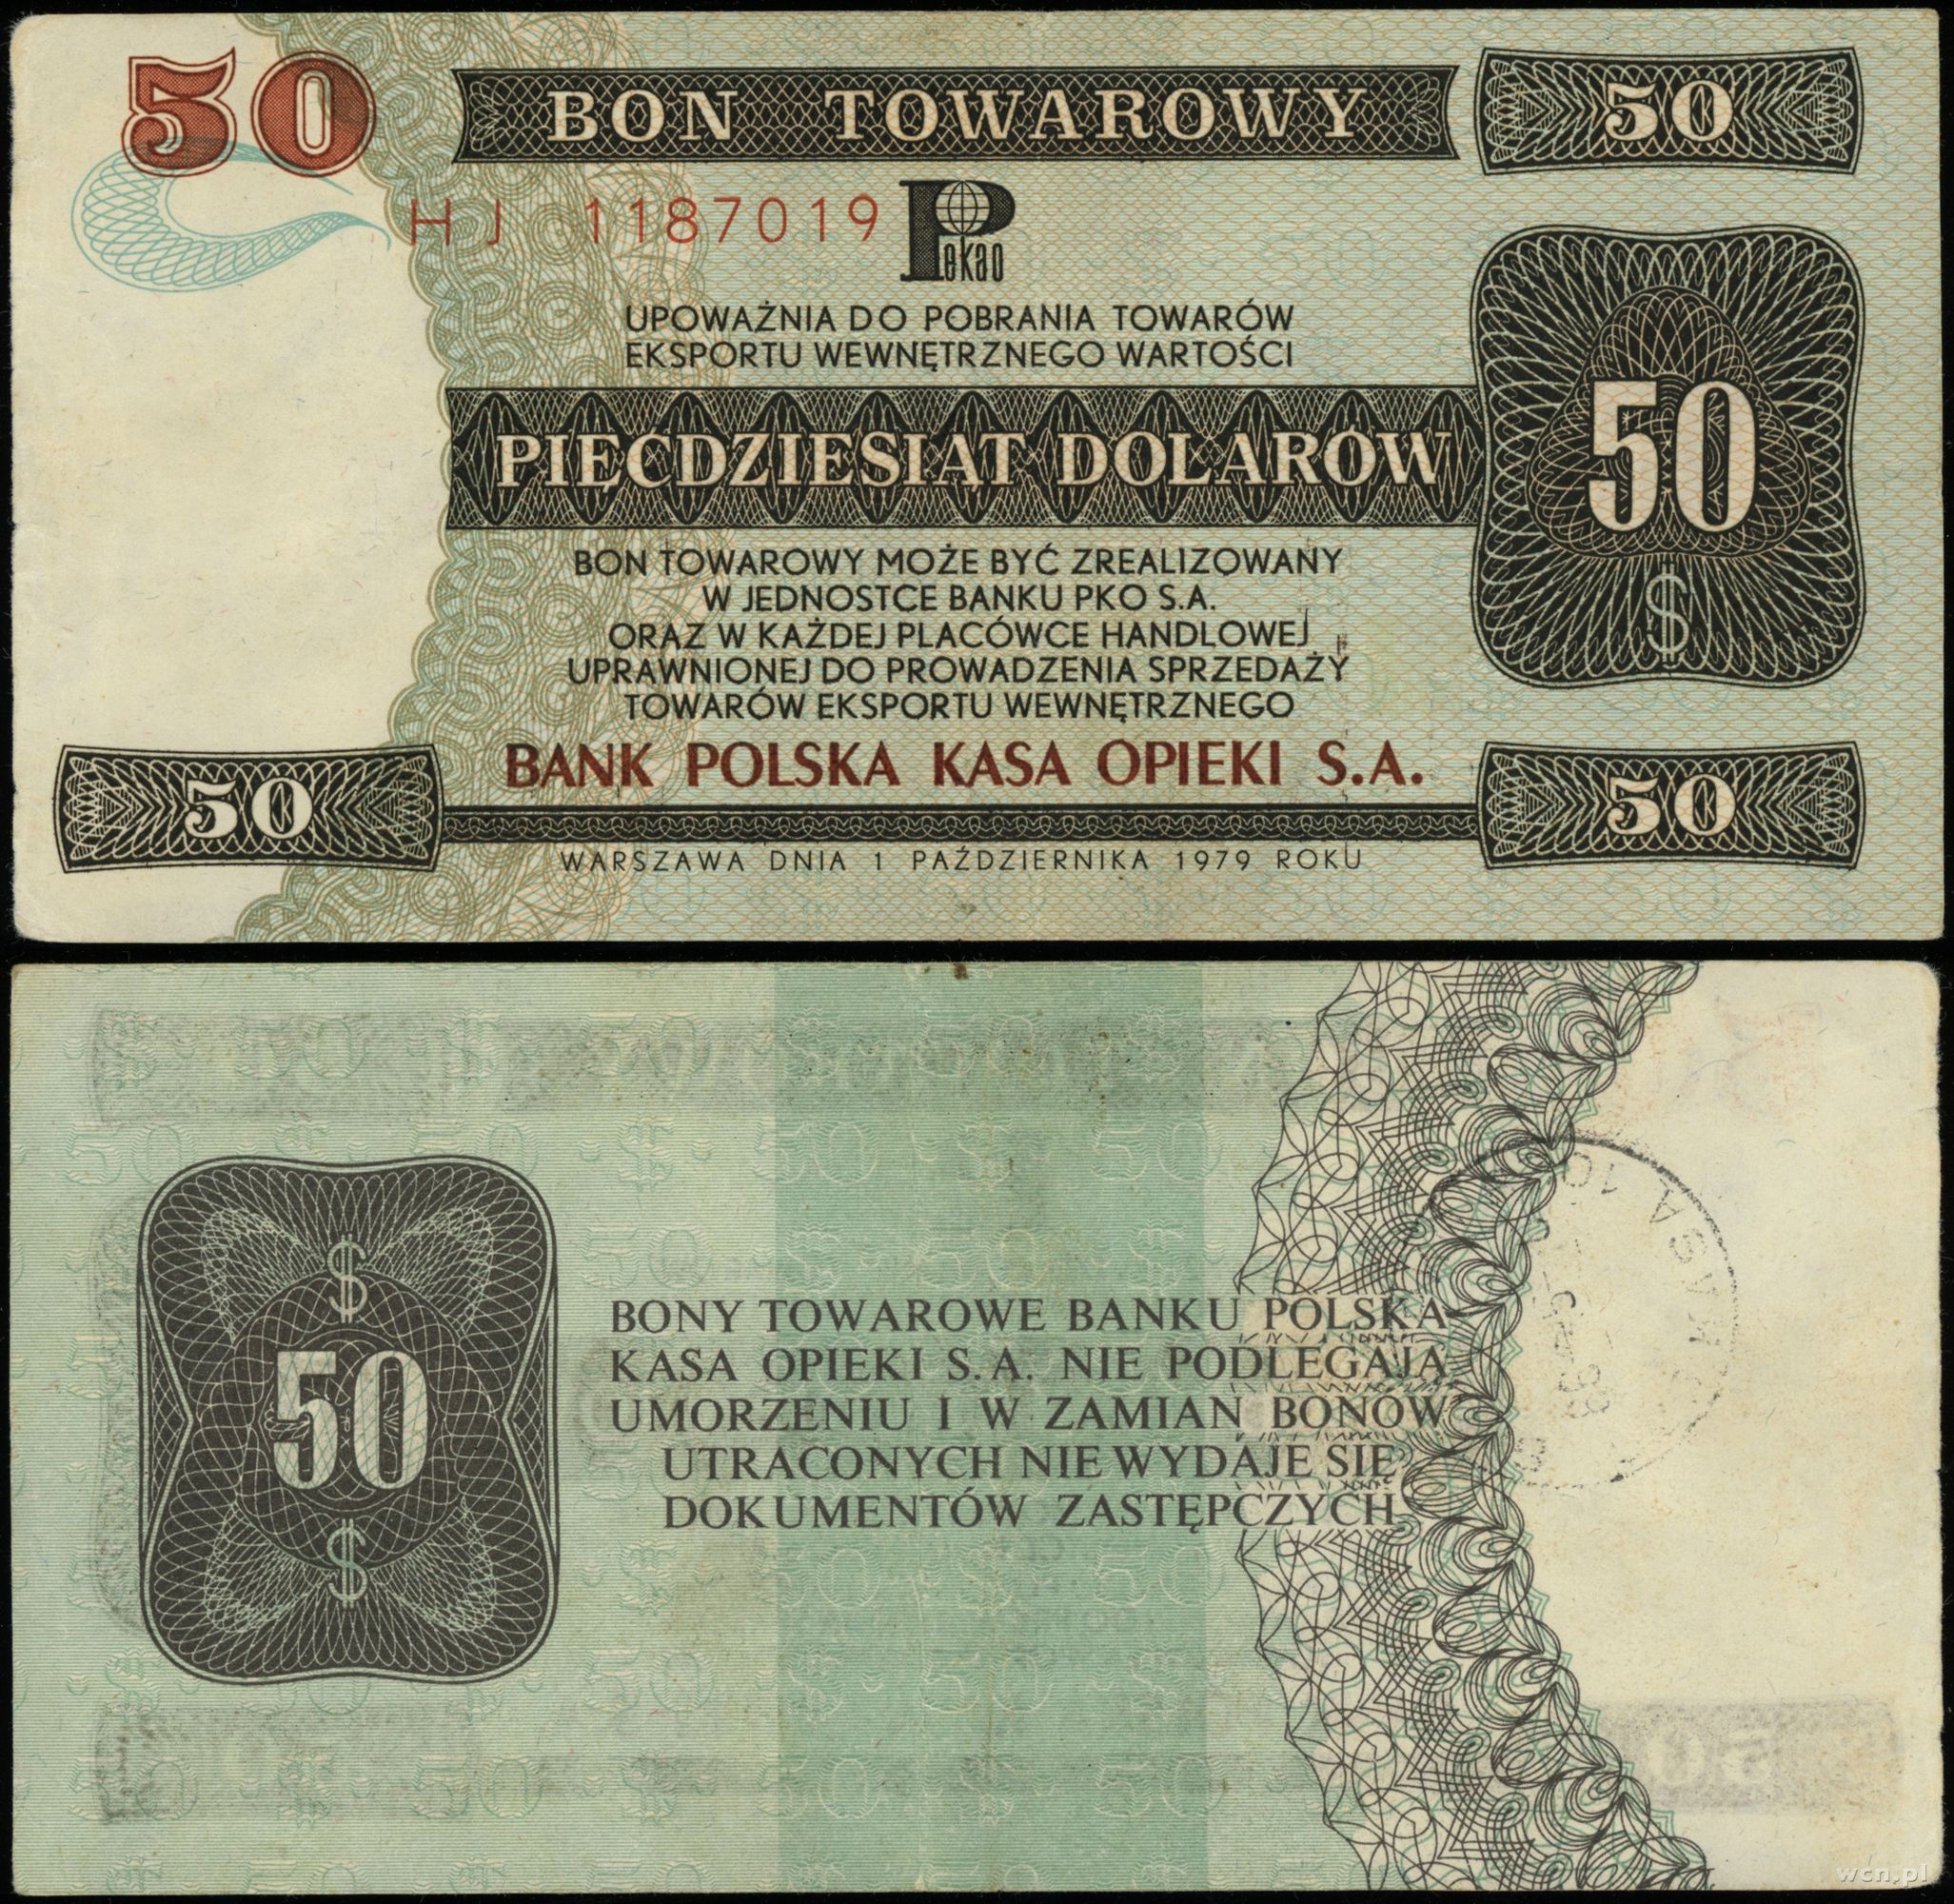 50
BON TOWAROWY
50
HJ 1187019
Pekao
UPOWAŻNIA DO POBRANIA TOWARÓW
EKSPORTU WEWNĘTRZNEGO WARTOŚCI
PIĘĆDZIESIĄT DOLARÓW
50
$
BON TOWAROWY MOŻE BYĆ ZREALIZOWANY
W JEDNOSTCE BANKU PKO S.A.
ORAZ W KAŻDEJ PLACÓWCE HANDLOWEJ
UPRAWNIONEJ DO PROWADZENIA SPRZEDAŻY
TOWARÓW EKSPORTU WEWNĘTRZNEGO
BANK POLSKA KASA OPIEKI S.A.
50
50
WARSZAWA DNIA 1 PAŹDZIERNIKA 1979 ROKU
$
50
$
BONY TOWAROWE BANKU POLSKA
KASA OPIEKI S.A. NIE PODLEGAJĄ
UMORZENIU I W ZAMIAN BONÓW
UTRACONYCH NIE WYDAJE SIĘ
DOKUMENTÓW ZASTĘPCZYCH
wcn.pl